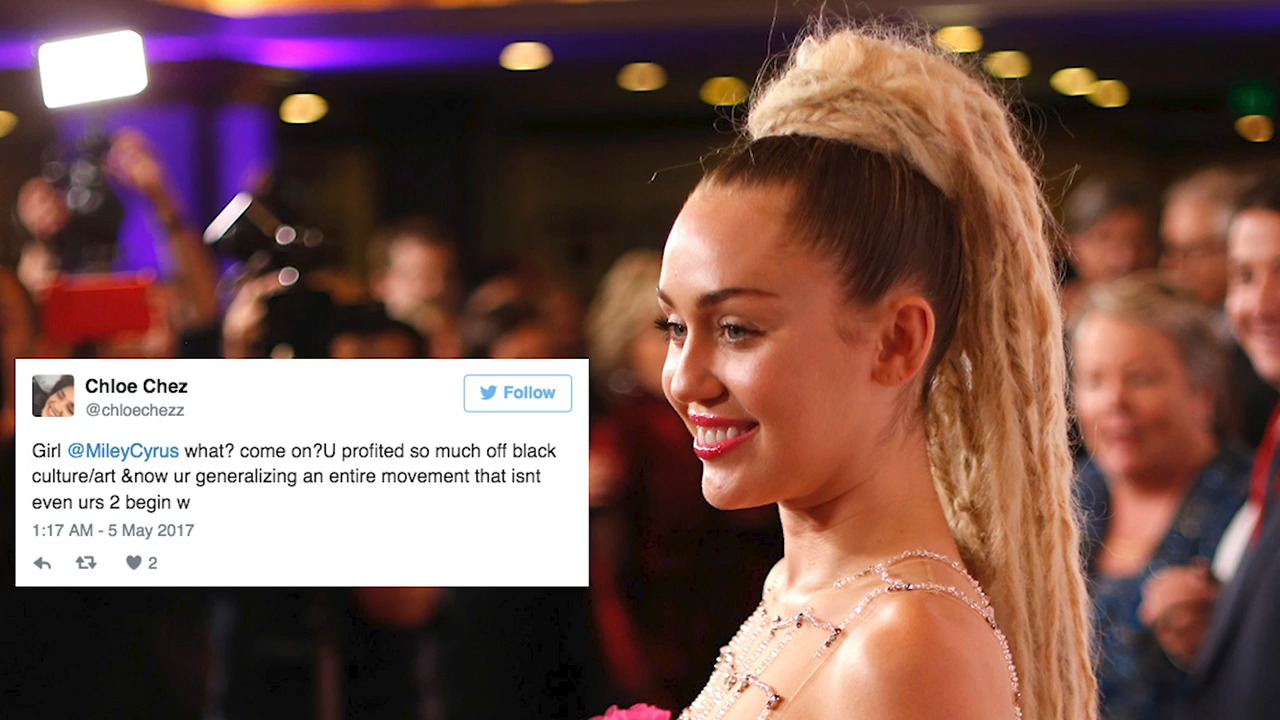 Chloe Chez
@chloechezz
Follow
Girl @MileyCyrus what? come on?U profited so much off black
culture/art &now ur generalizing an entire movement that isnt
even urs 2 begin w
1:17 AM - 5 May 2017
2